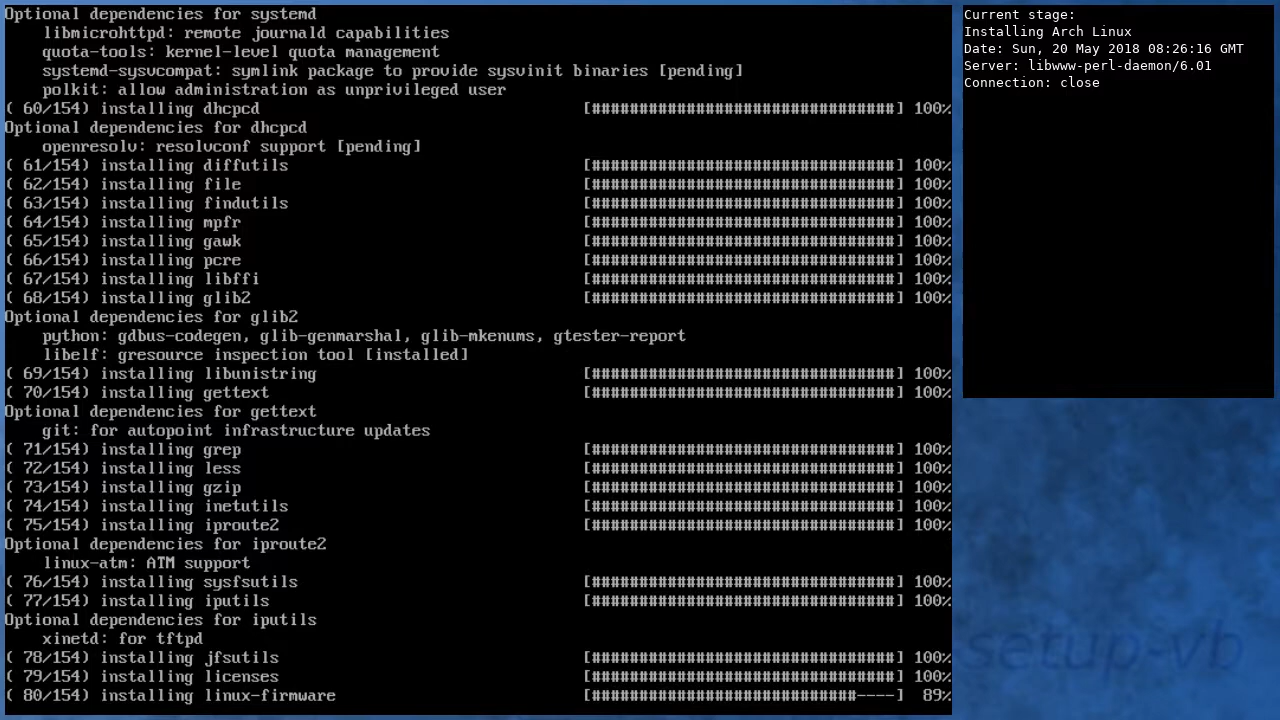 Optional dependencies for systemd
    libmicrohttpd: remote journald capabilities
    quota-tools: kernel-level quota management
    systemd-sysvcompat: symlink package to provide sysvinit binaries [pending]
    polkit: allow administration as unprivileged user
( 60/154) installing dhcpcd [################################] 100%
Optional dependencies for dhcpcd
    openresolv: resolvconf support [pending]
( 61/154) installing diffutils [################################] 100%
( 62/154) installing file [################################] 100%
( 63/154) installing findutils [################################] 100%
( 64/154) installing mpfr [################################] 100%
( 65/154) installing gawk [################################] 100%
( 66/154) installing pcre [################################] 100%
( 67/154) installing libffi [################################] 100%
( 68/154) installing glib2 [################################] 100%
Optional dependencies for glib2
    python: gdbus-codegen, glib-genmarshal, glib-mkenums, gtester-report
    libelf: gresource inspection tool [installed]
( 69/154) installing libunistring [################################] 100%
( 70/154) installing gettext [################################] 100%
Optional dependencies for gettext
    git: for autopoint infrastructure updates
( 71/154) installing grep [################################] 100%
( 72/154) installing less [################################] 100%
( 73/154) installing gzip [################################] 100%
( 74/154) installing inetutils [################################] 100%
( 75/154) installing iproute2 [################################] 100%
Optional dependencies for iproute2
    linux-atm: ATM support
( 76/154) installing sysfsutils [################################] 100%
( 77/154) installing iputils [################################] 100%
Optional dependencies for iputils
    xinetd: for tftpd
( 78/154) installing jfsutils [################################] 100%
( 79/154) installing licenses [################################] 100%
( 80/154) installing linux-firmware [############################----] 89%
Current stage:
Installing Arch Linux
Date: Sun, 20 May 2018 08:26:16 GMT
Server: libwww-perl-daemon/6.01
Connection: close
setup-vb